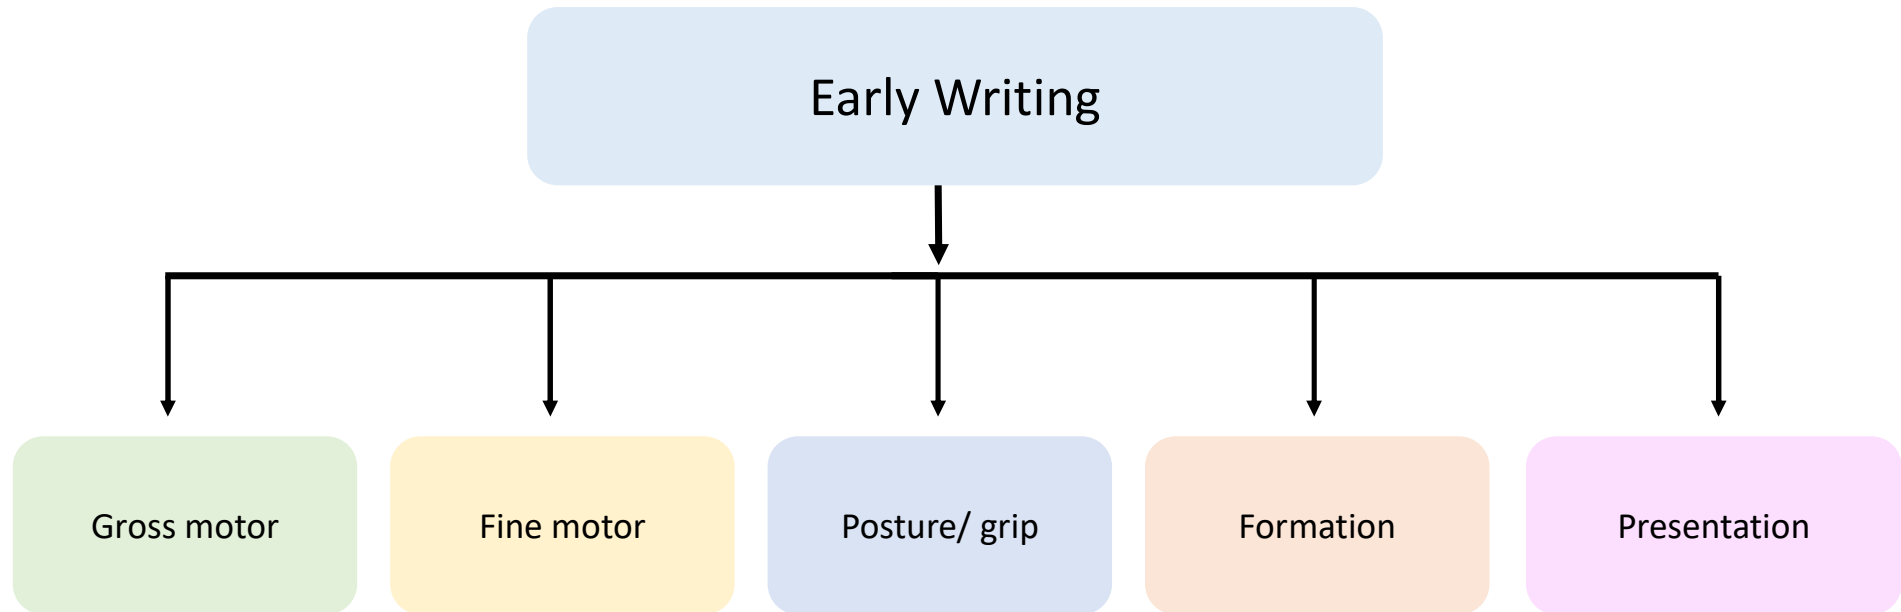 Early Writing
Gross motor
Fine motor
Posture/ grip
Formation
Presentation